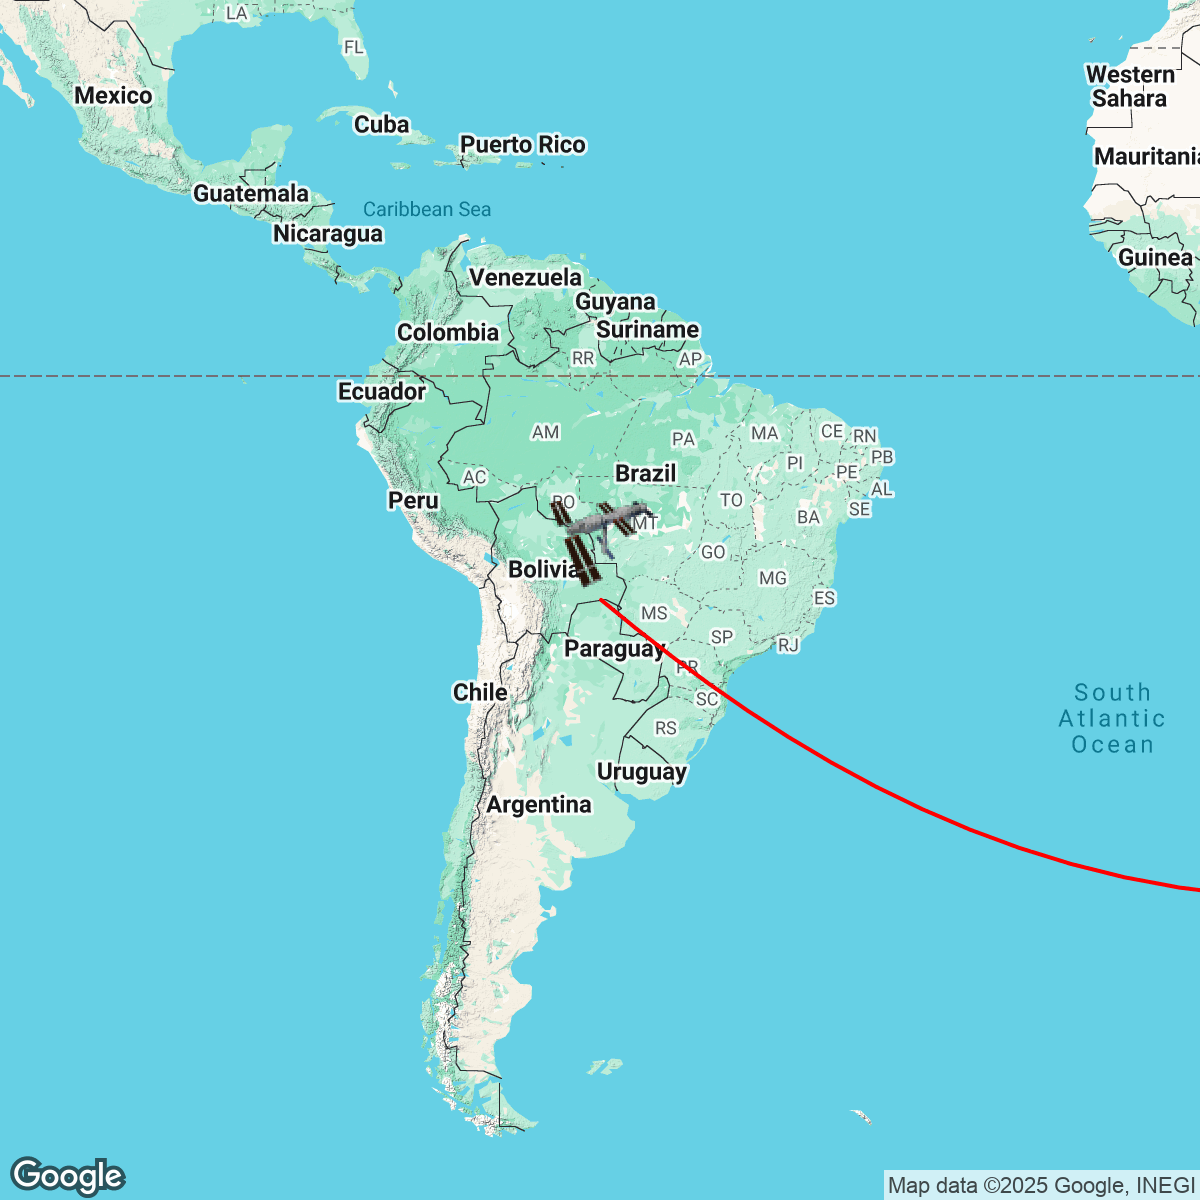 LA
FL
Mexico
Cuba
Puerto Rico
Western
Sahara
Mauritania
Guatemala
Caribbean Sea
Nicaragua
Guinea
Venezuela
Guyana
Colombia
Suriname
RR
AP
Ecuador
AM
PA
MA
CE
RN
PB
PI
PE
AC
Brazil
AL
Peru
RO
TO
SE
MT
BA
GO
Bolivia
MG
ES
MS
SP
RJ
Paraguay
PR
Chile
SC
South
Atlantic
Ocean
RS
Uruguay
Argentina
Google
Map data ©2025 Google, INEGI